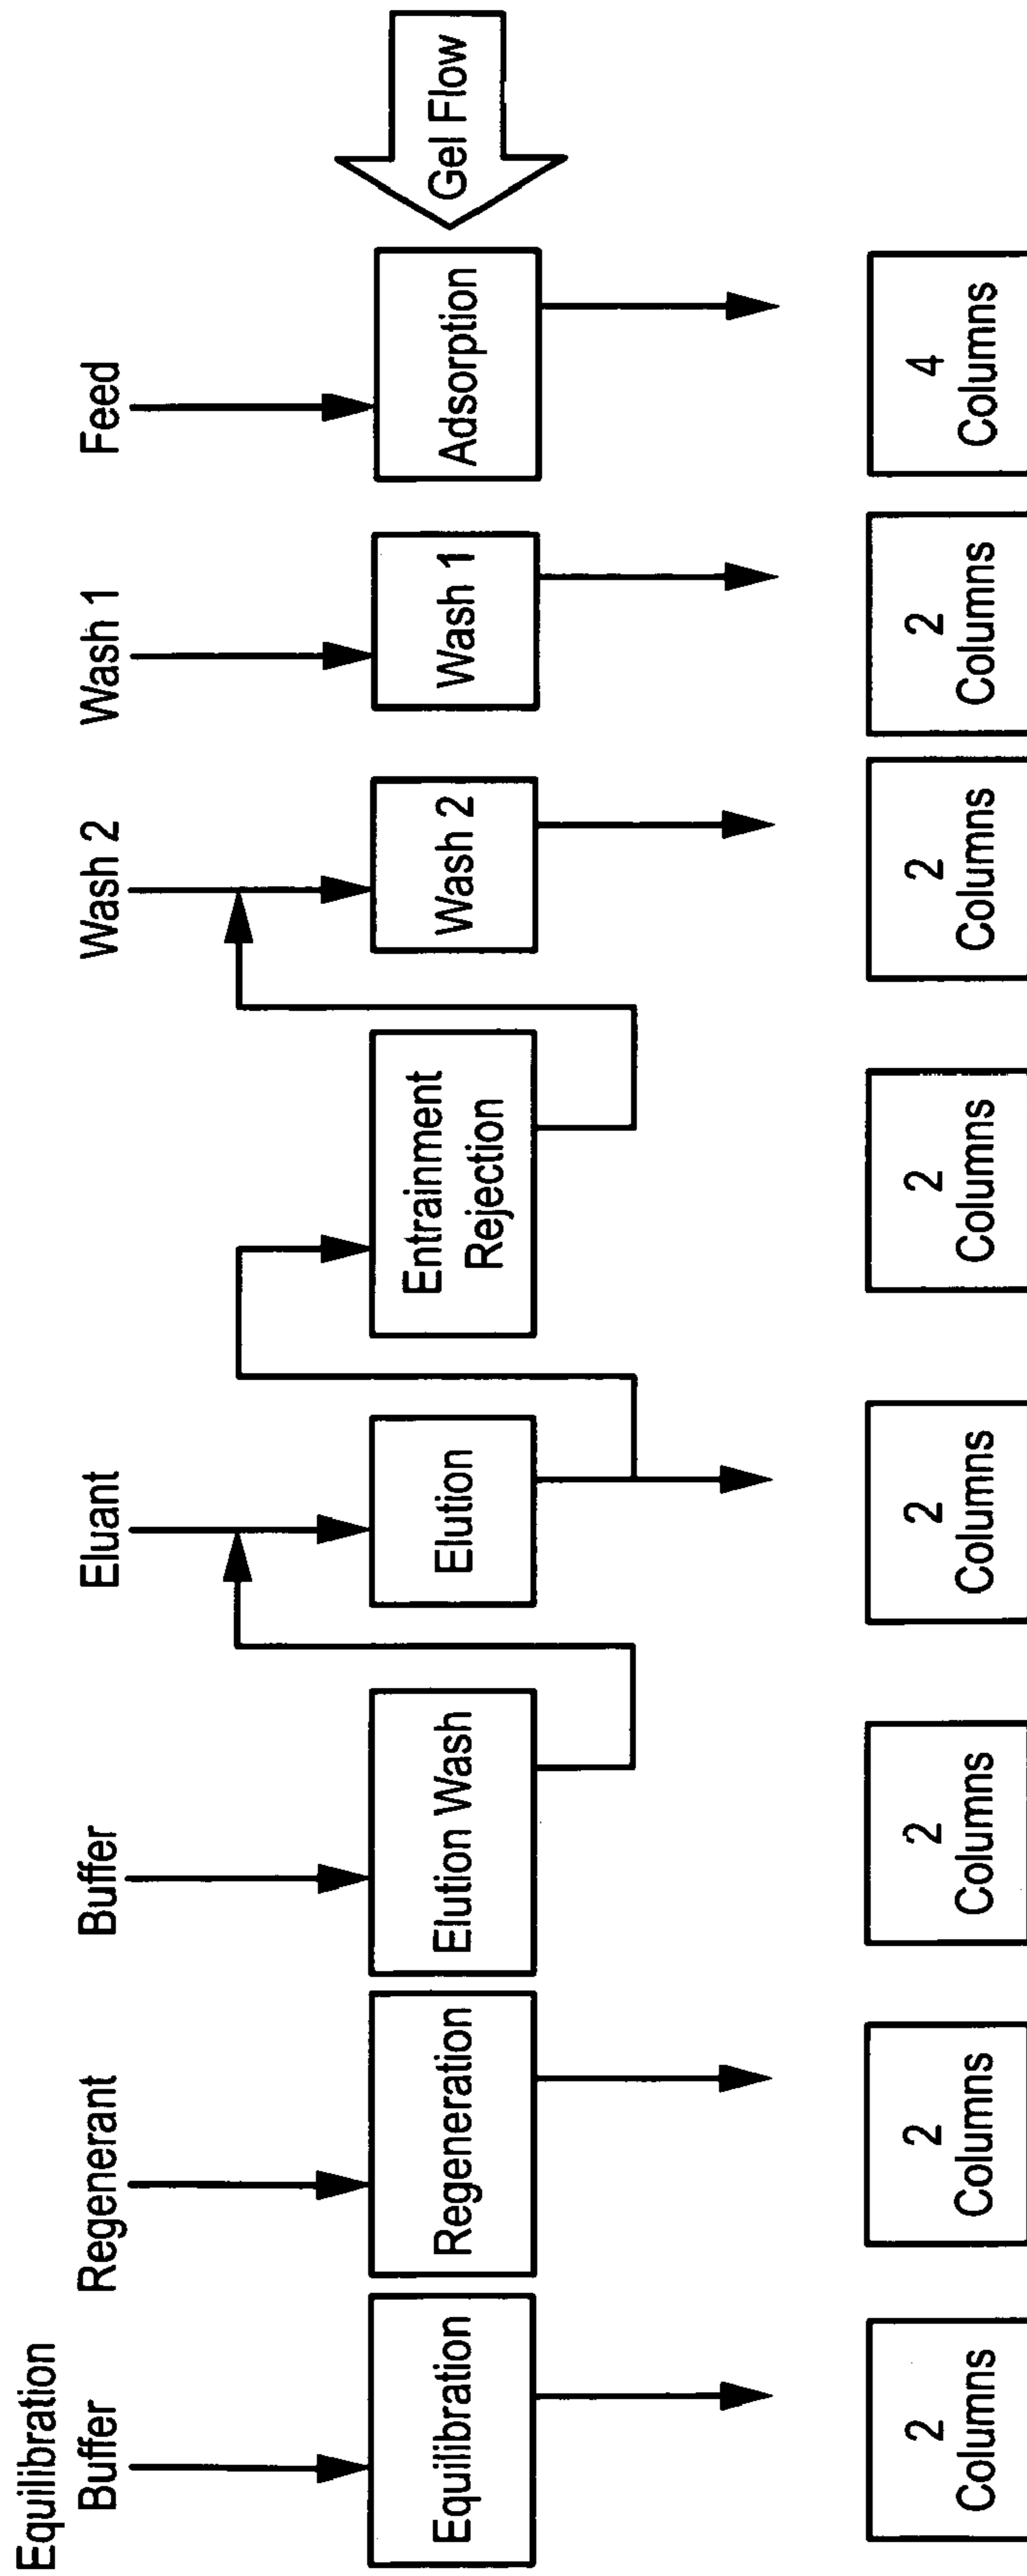 Equilibration
Buffer
Regenerant
Buffer
Eluant
Wash 2
Wash 1
Feed
Equilibration
Regeneration
Elution Wash
Elution
Entrainment
Rejection
Wash 2
Wash 1
Adsorption
Gel Flow
2
Columns
2
Columns
2
Columns
2
Columns
2
Columns
2
Columns
2
Columns
4
Columns